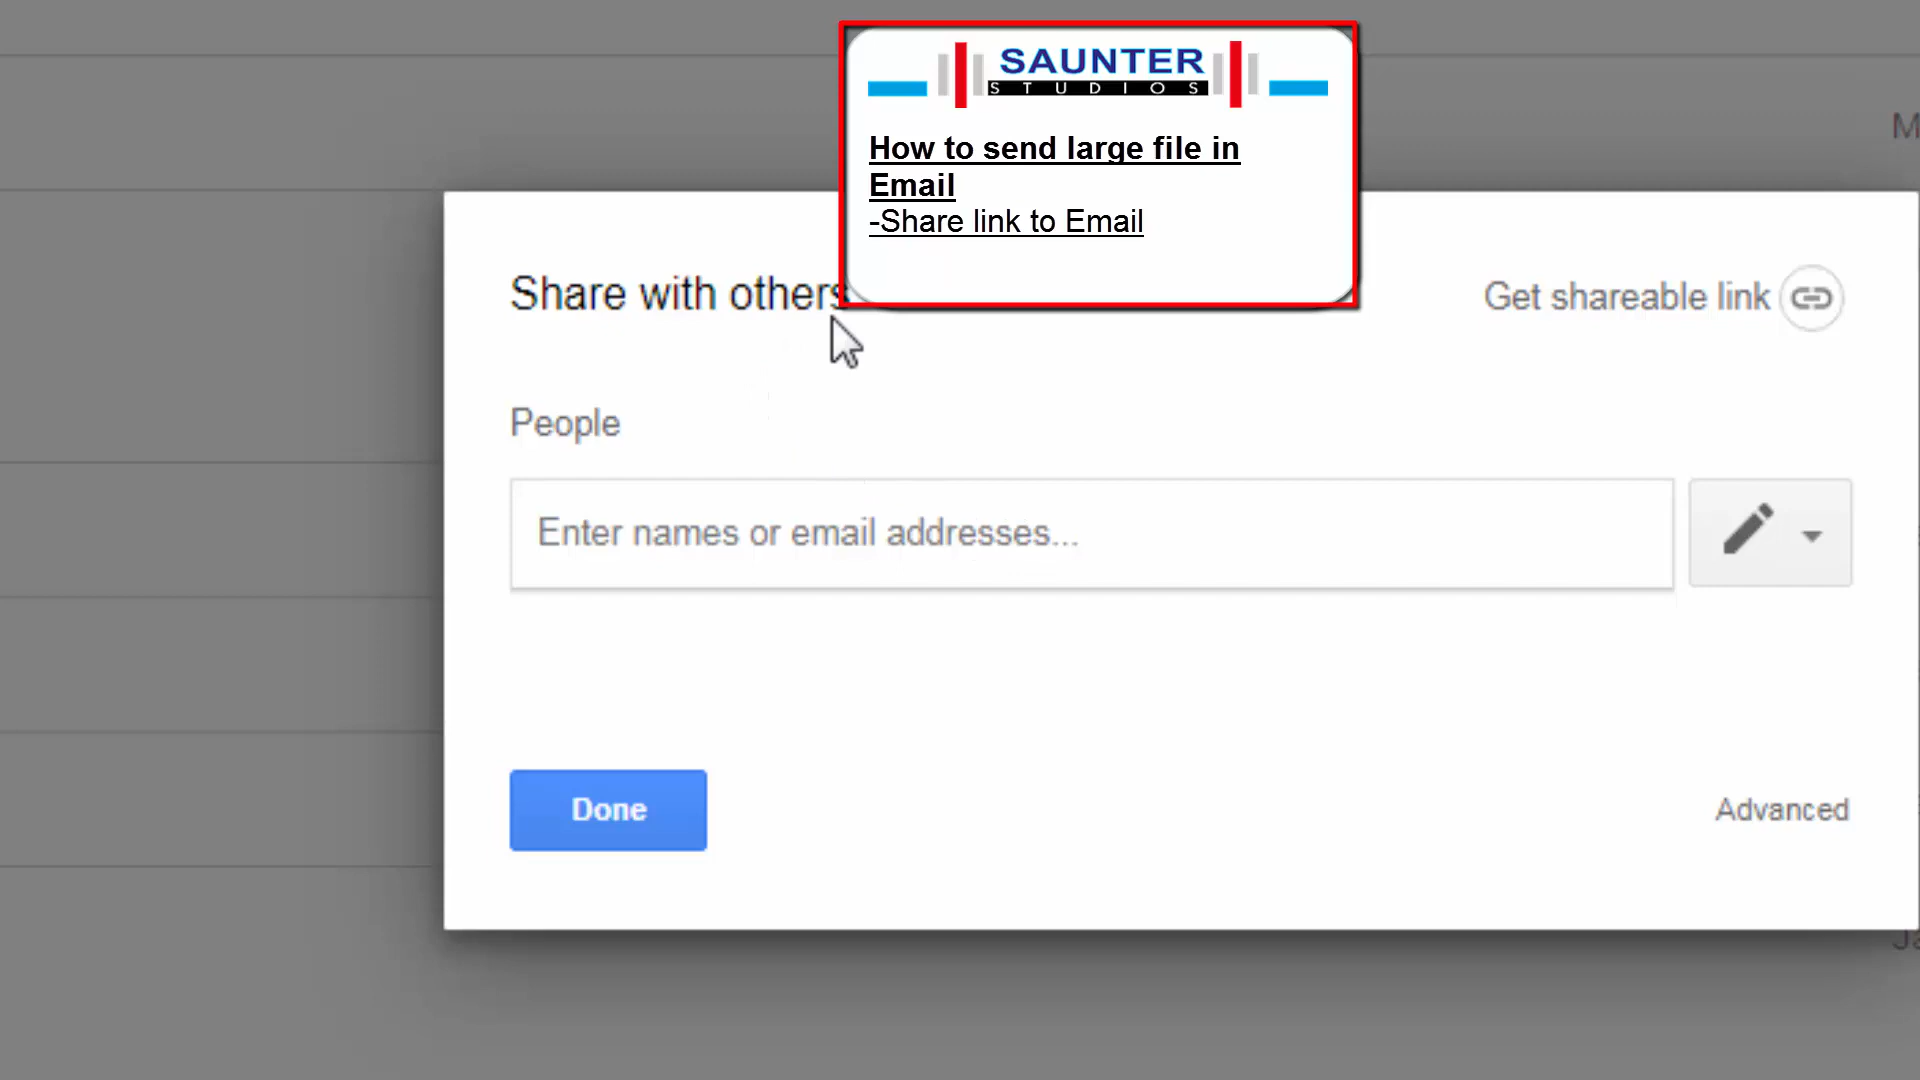 SAUNTER
STUDIOS
How to send large file in
Email
-Share link to Email
Share with others
Get shareable link
People
Enter names or email addresses...
Done
Advanced